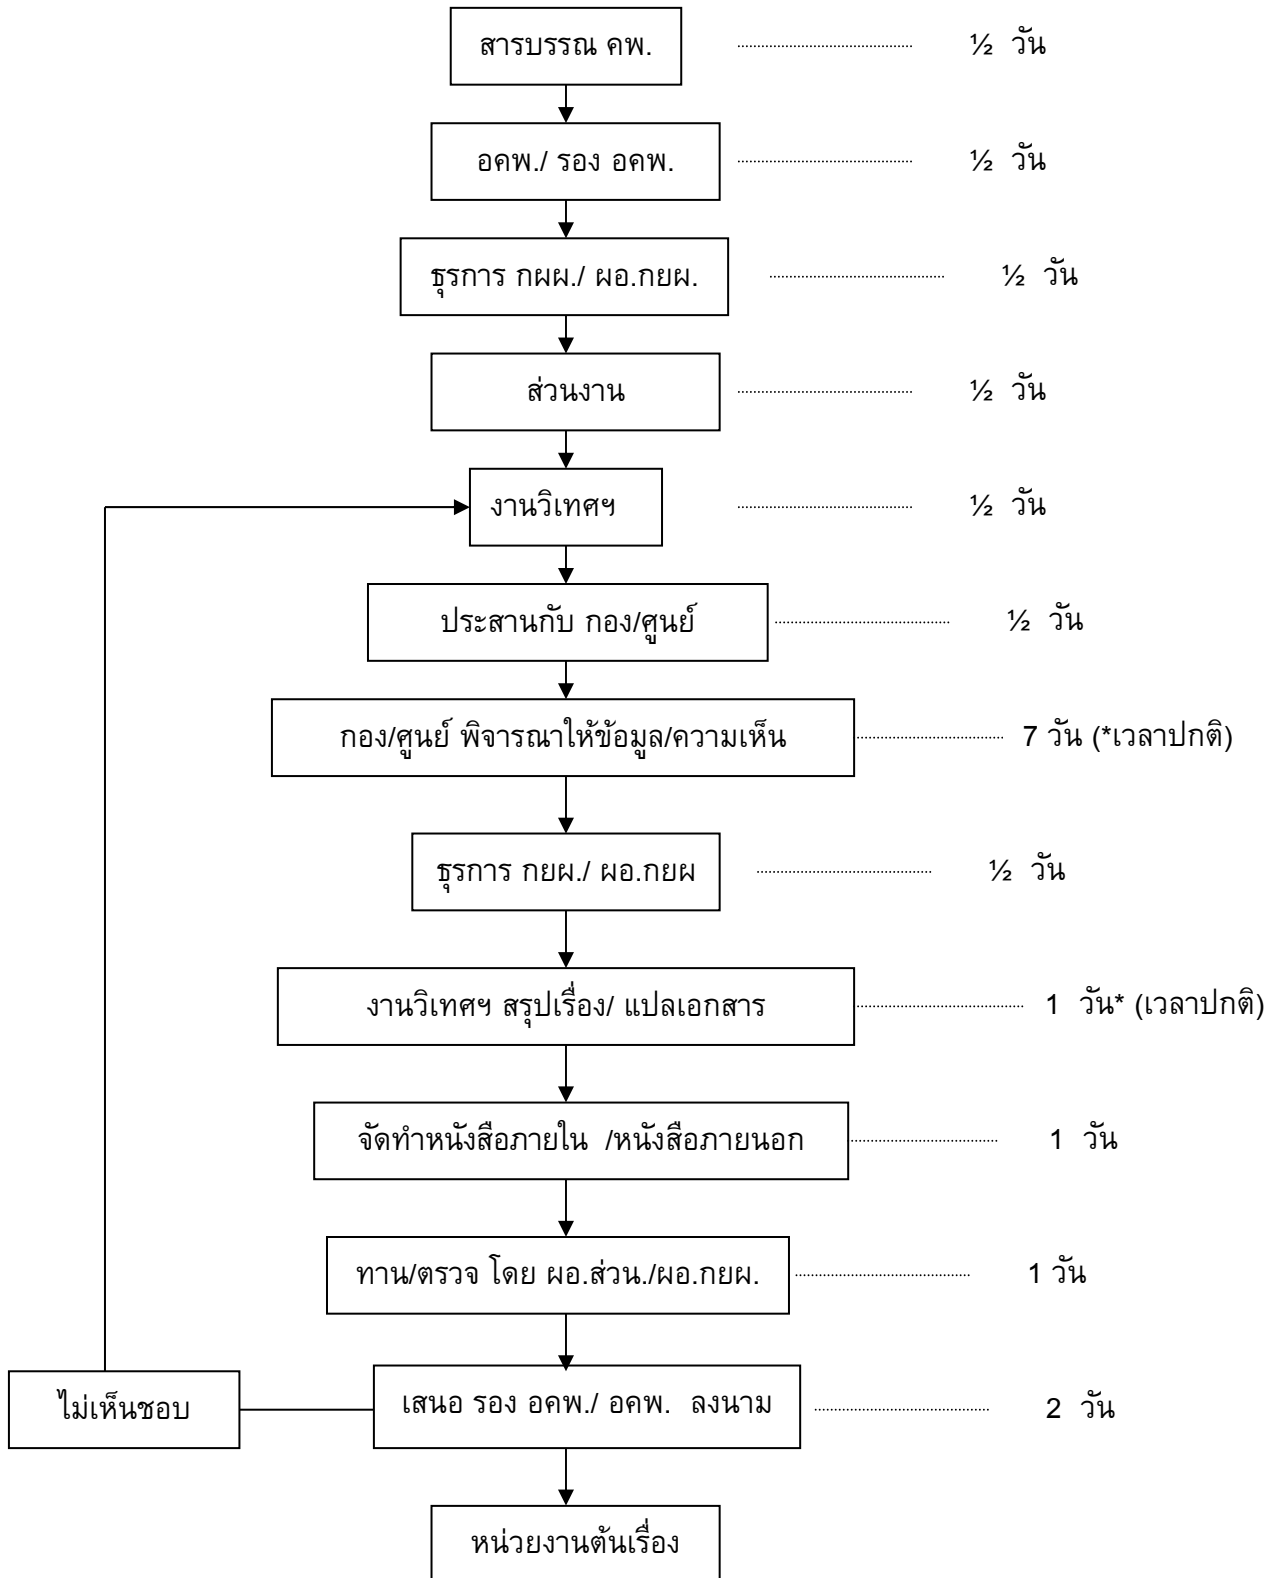 สารบรรณ คพ. ½ วัน
อคพ./ รอง อคพ. ½ วัน
ธุรการ กผผ./ ผอ.กยผ. ½ วัน
ส่วนงาน ½ วัน
งานวิเทศฯ ½ วัน
ประสานกับ กอง/ศูนย์ ½ วัน
กอง/ศูนย์ พิจารณาให้ข้อมูล/ความเห็น 7 วัน (*เวลาปกติ)
ธุรการ กยผ./ ผอ.กยผ ½ วัน
งานวิเทศฯ สรุปเรื่อง/ แปลเอกสาร 1 วัน* (เวลาปกติ)
จัดทำหนังสือภายใน /หนังสือภายนอก 1 วัน
ทาน/ตรวจ โดย ผอ.ส่วน./ผอ.กยผ. 1 วัน
ไม่เห็นชอบ เสนอ รอง อคพ./ อคพ. ลงนาม 2 วัน
หน่วยงานต้นเรื่อง